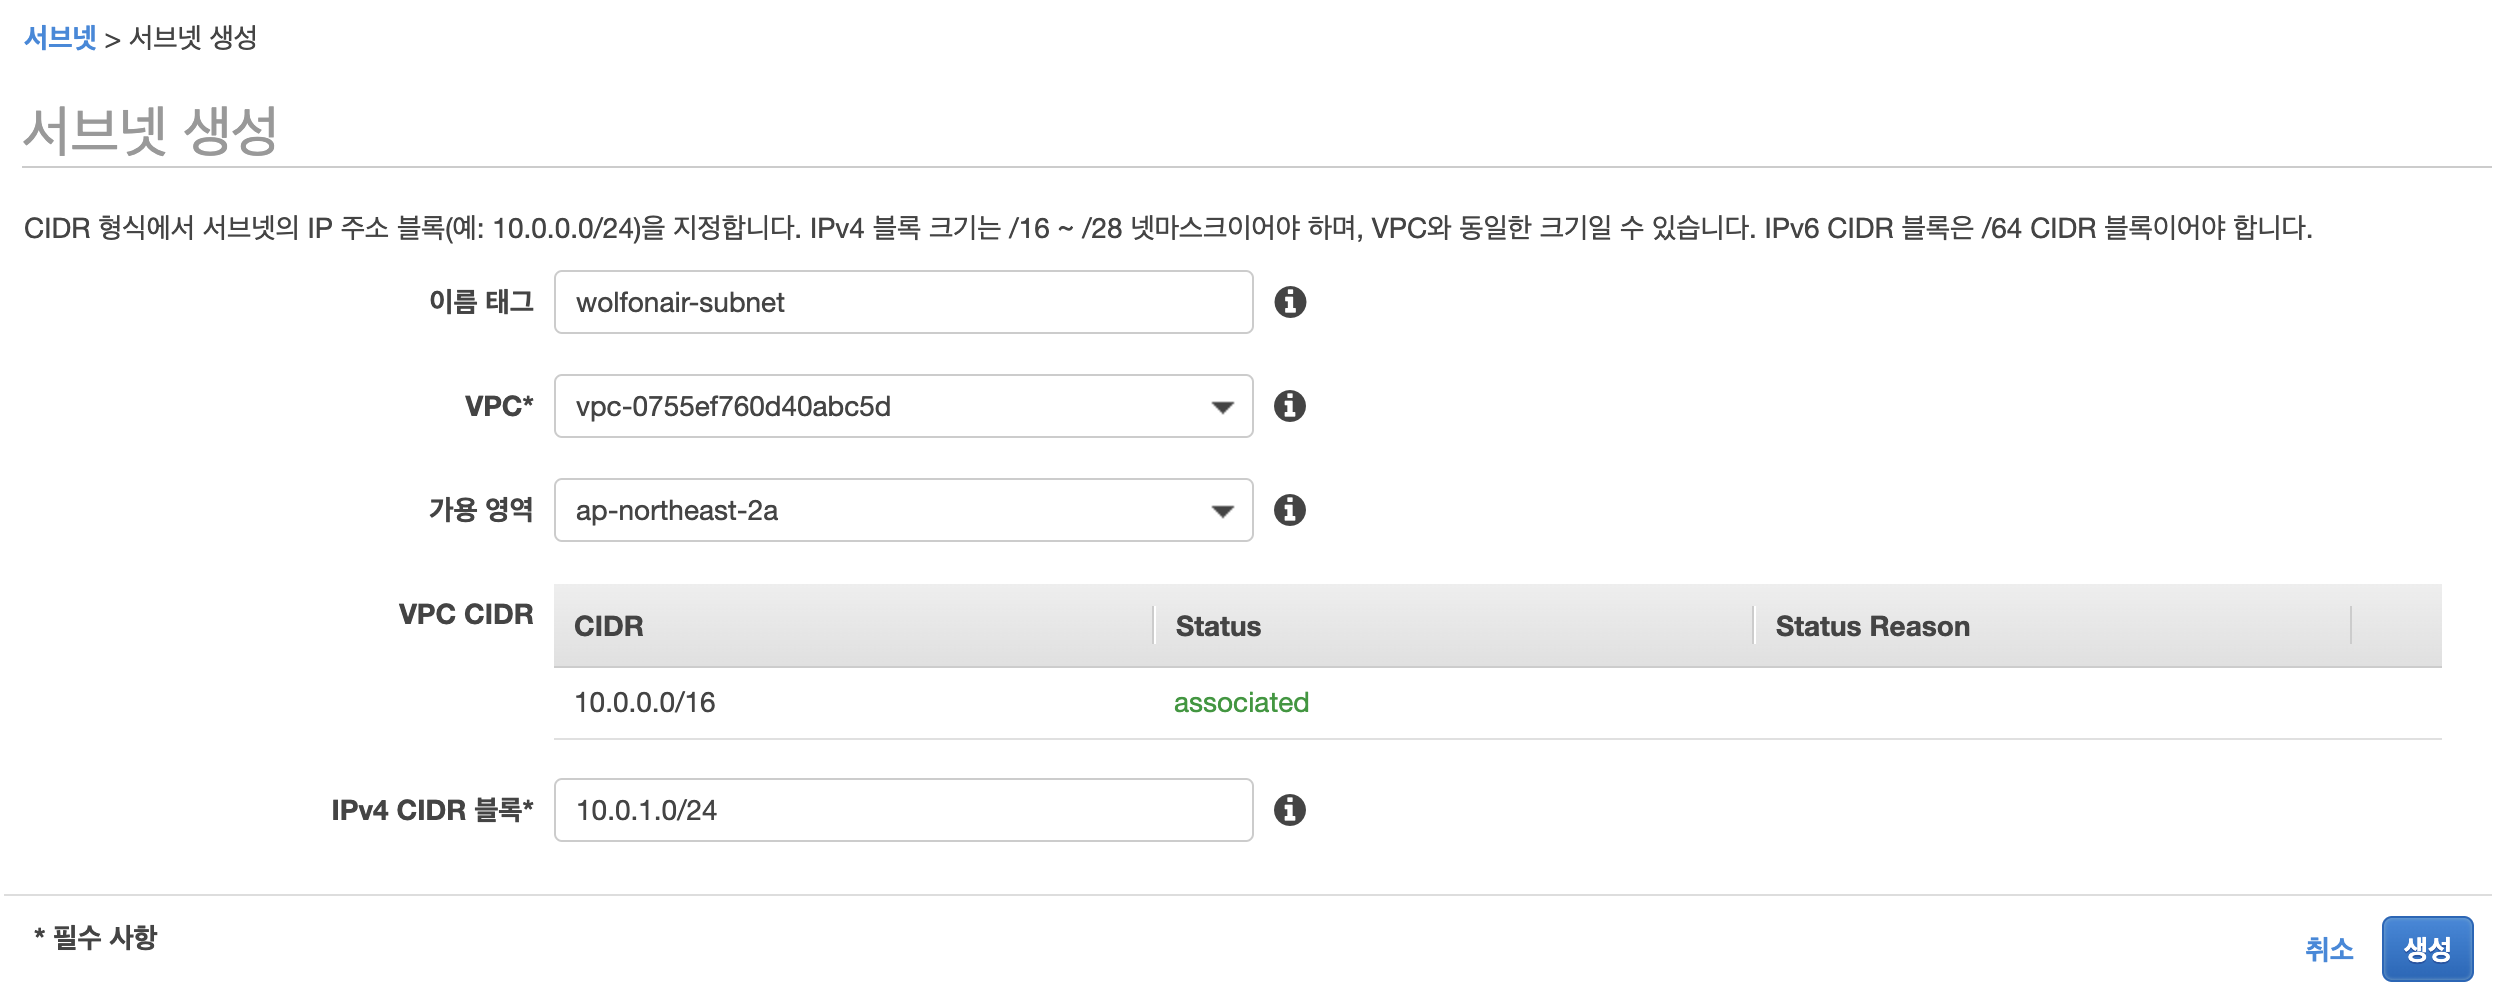 서브넷 > 서브넷 생성
서브넷 생성
CIDR 형식에서 서브넷의 IP 주소 블록(예: 10.0.0.0/24)을 지정합니다. IPv4 블록 크기는 /16 ~ /28 넷마스크이어야 하며, VPC와 동일한 크기일 수 있습니다. IPv6 CIDR 블록은 /64 CIDR 블록이어야 합니다.
이름 태그 wolfonair-subnet
VPC* vpc-0755ef760d40abc5d
가용 영역 ap-northeast-2a
VPC CIDR CIDR Status Status Reason
10.0.0.0/16 associated
IPv4 CIDR 블록* 10.0.1.0/24
* 필수 사항 취소 생성